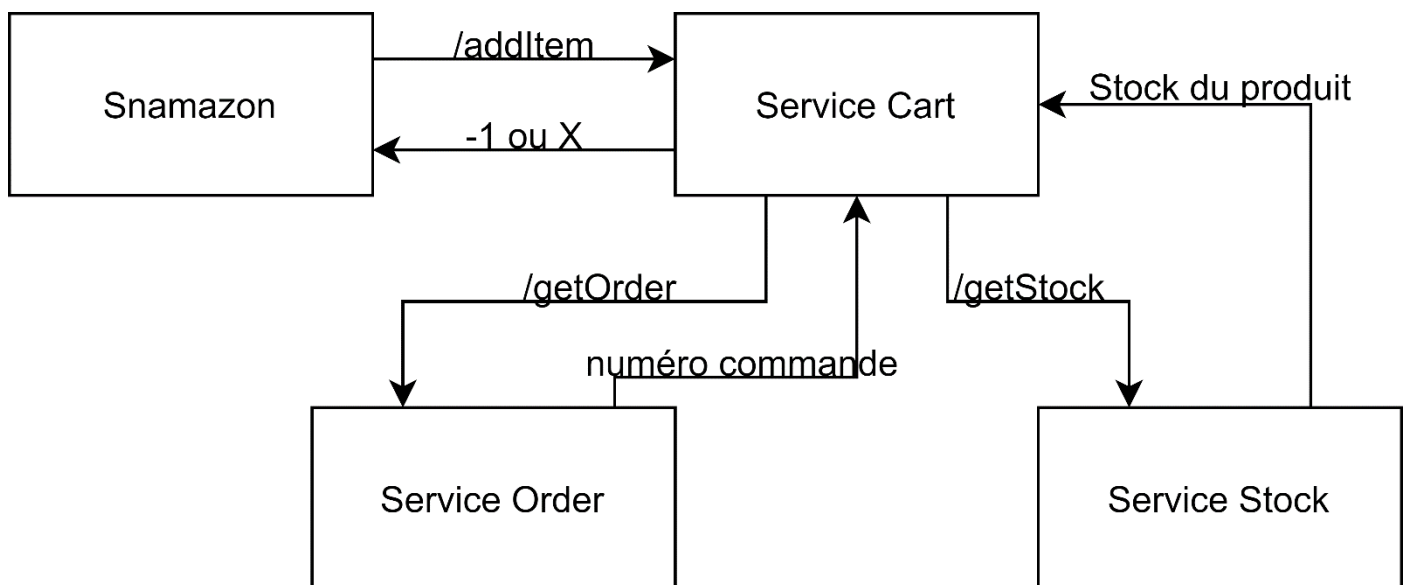 /addItem
Snamazon
Service Cart
Stock du produit
-1 ou X
/getOrder
/getStock
numéro commande
Service Order
Service Stock